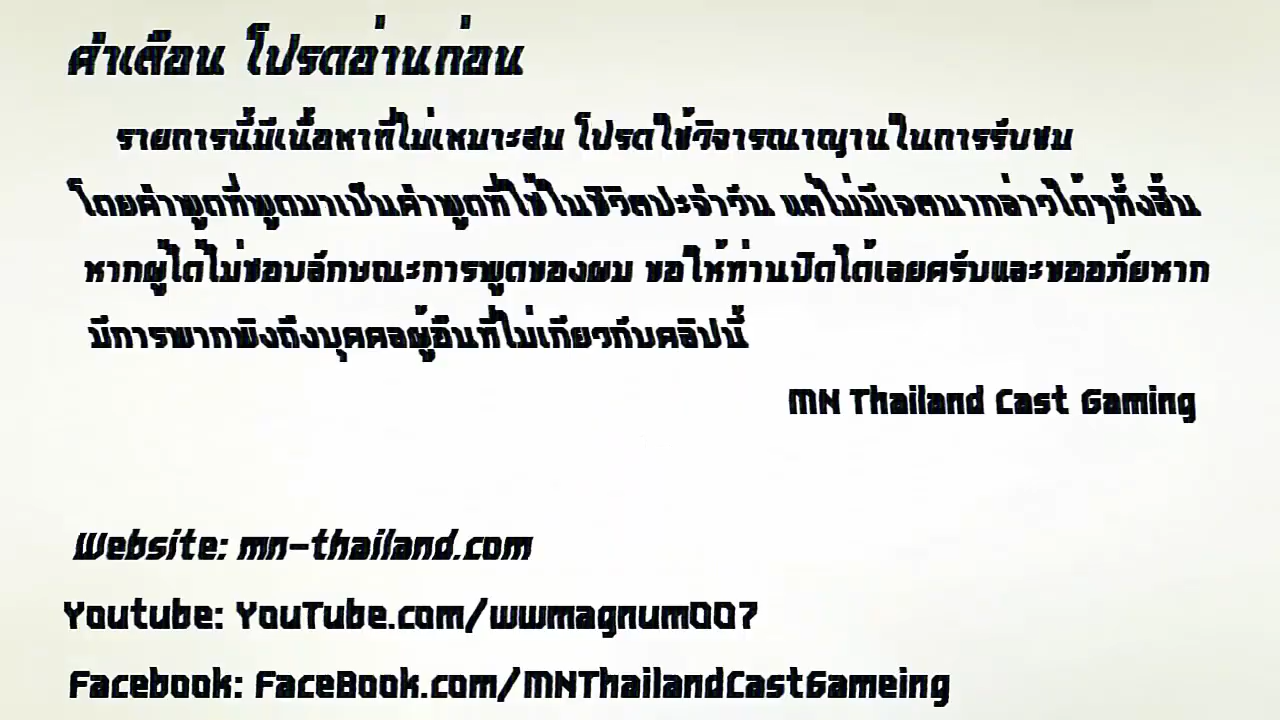 คำเตือน โปรดอ่านก่อน
รายการนี้มีเนื้อหาที่ไม่เหมาะสม โปรดใช้วิจารณาญานในการรับชม
โดยคำพูดที่พูดมาเป็นคำพูดที่ใช้ในชีวิตประจำวัน แต่ไม่มีเจตนากล่าวใด้ๆทั้งสิ้น
หากผู้ได้ไม่ชอบลักษณะการพูดของผม ขอให้ท่านปิดได้เลยครับและขออภัยหาก
มีการพากพิงถึงบุคคลผู้อื่นที่ไม่เกี่ยวกับคลิปนี้
MN Thailand Cast Gaming
Website: mn-thailand.com
Youtube: YouTube.com/wwmagnum007
Facebook: FaceBook.com/MNThailandCastGameing